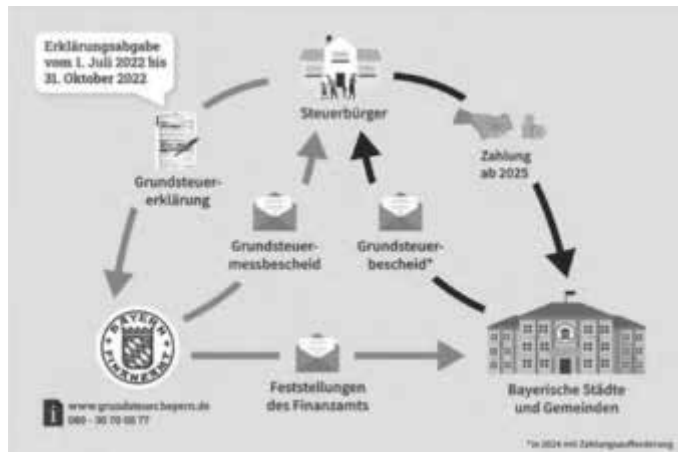 Erklärungsabgabe
vom 1. Juli 2022 bis
31. Oktober 2022
Steuerbürger
Grundsteuer-
erklärung
Zahlung
ab 2025
Grundsteuer-
messbescheid
Grundsteuer-
bescheid*
BAYERN
FINANZAMT
Feststellungen
des Finanzamts
Bayerische Städte
und Gemeinden
www.grundsteuer.bayern.de
089 - 30 70 00 77
*in 2024 mit Zahlungsaufforderung